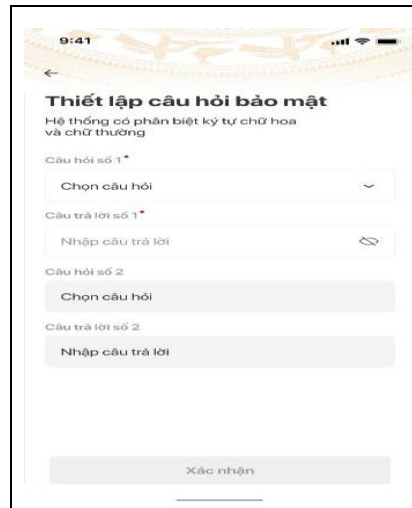 9:41
Thiết lập câu hỏi bảo mật
Hệ thống có phân biệt ký tự chữ hoa
và chữ thường
Câu hỏi số 1*
Chọn câu hỏi
Câu trả lời số 1*
Nhập câu trả lời
Câu hỏi số 2
Chọn câu hỏi
Câu trả lời số 2
Nhập câu trả lời
Xác nhận